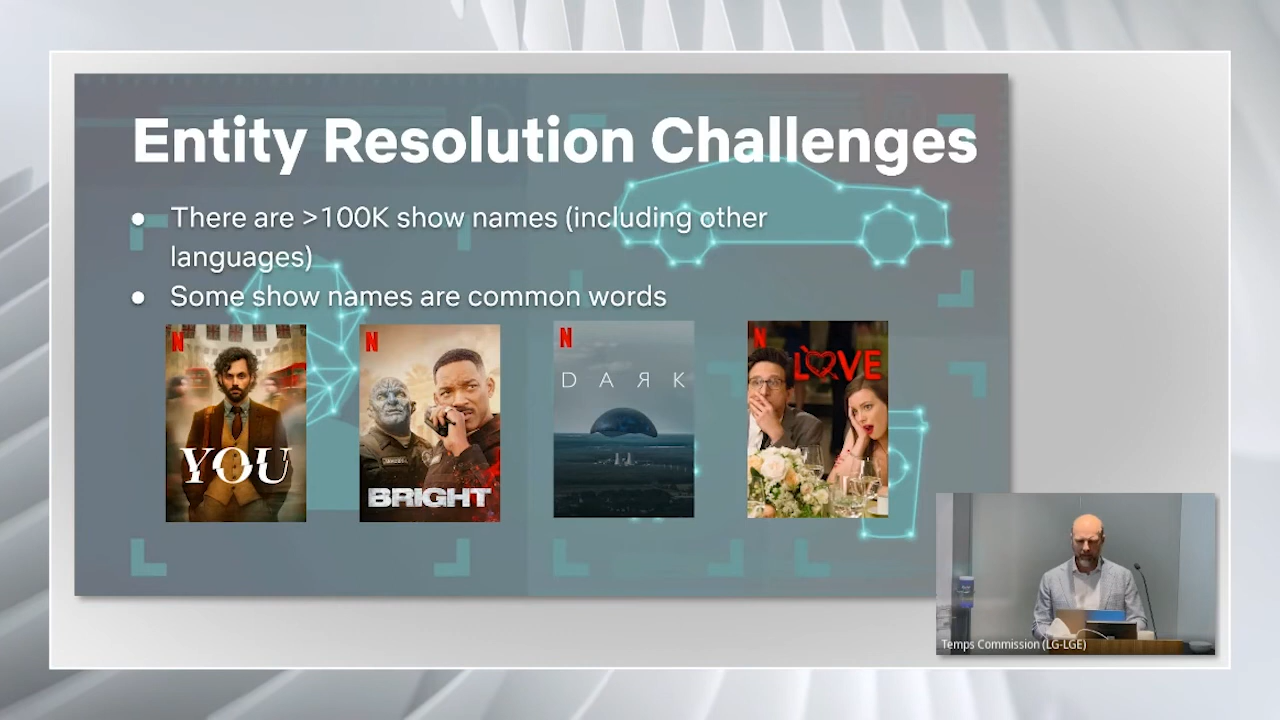 Entity Resolution Challenges
● There are >100K show names (including other
languages)
● Some show names are common words
N
YOU
N
BRIGHT
N
DAЯK
N
LOVE
Temps Commission (LG-LGE)